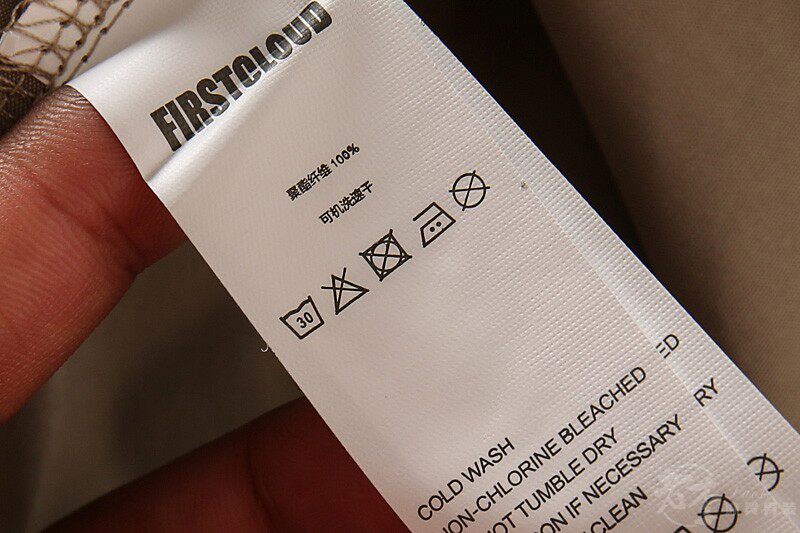 FIRSTCLOUD
聚酯纤维 100%
可机洗速干
30
COLD WASH
ON-CHLORINE BLEACHED
OT TUMBLE DRY
ON IF NECESSARY
CLEAN
ED
RY